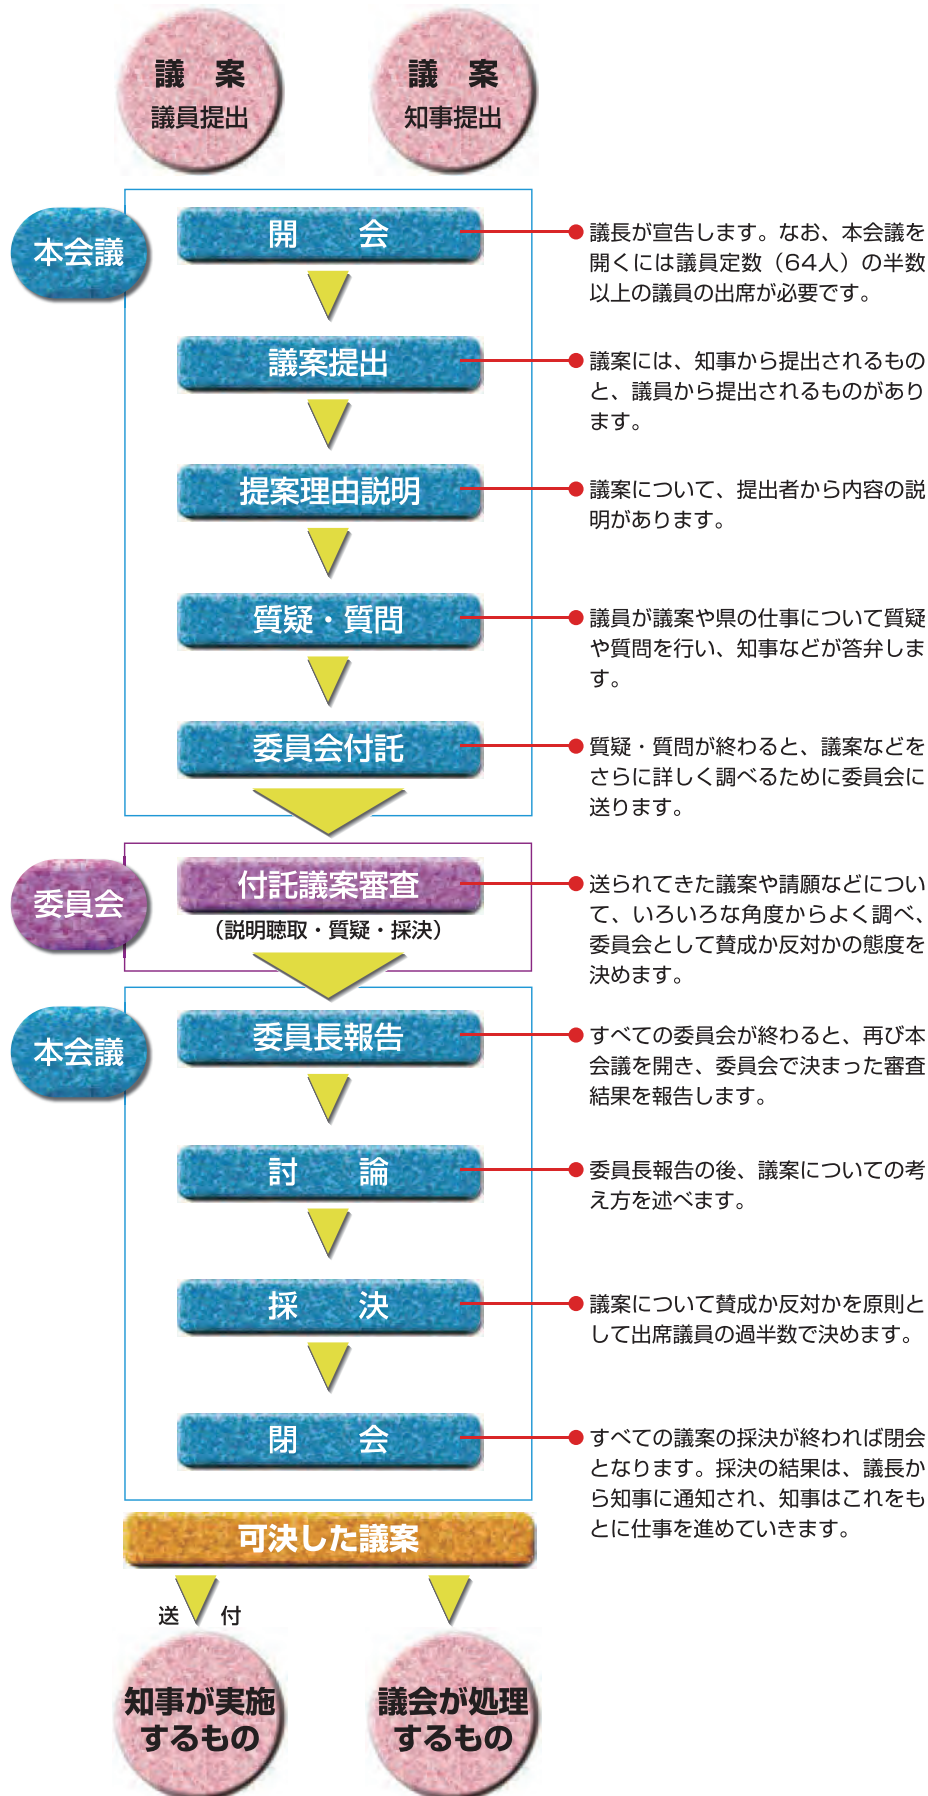 議　案
議員提出
議　案
知事提出
本会議
開　　会
議長が宣告します。なお、本会議を
開くには議員定数（64人）の半数
以上の議員の出席が必要です。
議案提出
議案には、知事から提出されるもの
と、議員から提出されるものがあり
ます。
提案理由説明
議案について、提出者から内容の説
明があります。
質疑・質問
議員が議案や県の仕事について質疑
や質問を行い、知事などが答弁しま
す。
委員会付託
質疑・質問が終わると、議案などを
さらに詳しく調べるために委員会に
送ります。
委員会
付託議案審査
（説明聴取・質疑・採決）
送られてきた議案や請願などについ
て、いろいろな角度からよく調べ、
委員会として賛成か反対かの態度を
決めます。
本会議
委員長報告
すべての委員会が終わると、再び本
会議を開き、委員会で決まった審査
結果を報告します。
討　　論
委員長報告の後、議案についての考
え方を述べます。
採　　決
議案について賛成か反対かを原則と
して出席議員の過半数で決めます。
閉　　会
すべての議案の採決が終われば閉会
となります。採決の結果は、議長か
ら知事に通知され、知事はこれをも
とに仕事を進めていきます。
可決した議案
送　付
知事が実施
するもの
議会が処理
するもの